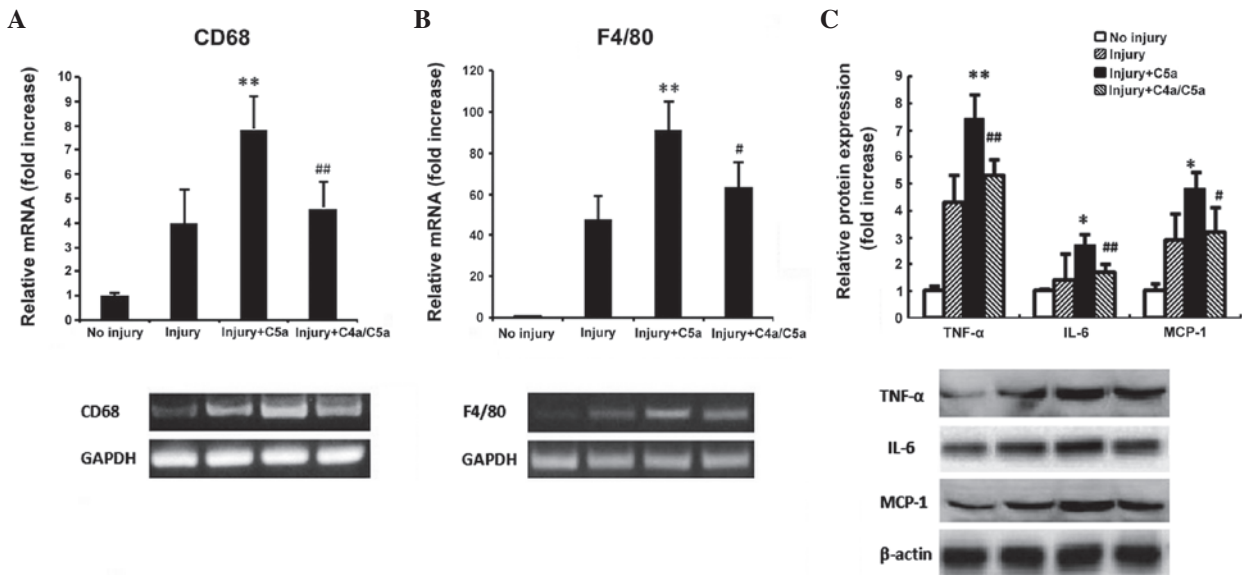 A
CD68
Relative mRNA (fold increase)
10
9
8
7
6
5
4
3
2
1
0
**
##
No injury Injury Injury+C5a Injury+C4a/C5a
CD68
GAPDH
B
F4/80
Relative mRNA (fold increase)
120
100
80
60
40
20
0
**
#
No injury Injury Injury+C5a Injury+C4a/C5a
F4/80
GAPDH
C
No injury
Injury
Injury+C5a
Injury+C4a/C5a
Relative protein expression
(fold increase)
9
8
7
6
5
4
3
2
1
0
**
##
*
##
*
#
TNF-α IL-6 MCP-1
TNF-α
IL-6
MCP-1
β-actin